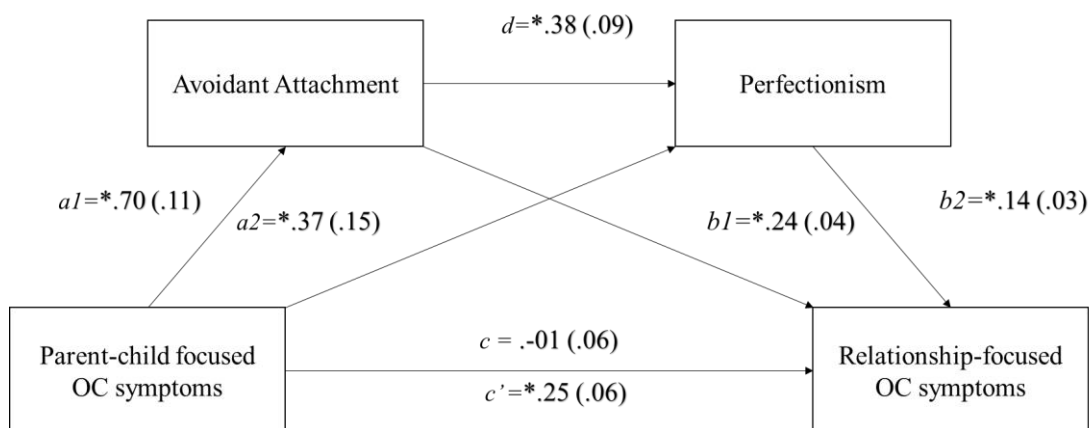 d=*.38 (.09)
Avoidant Attachment
Perfectionism
a1=*.70 (.11)
a2=*.37 (.15)
b1=*.24 (.04)
b2=*.14 (.03)
Parent-child focused
OC symptoms
c = .-01 (.06)
c’=*.25 (.06)
Relationship-focused
OC symptoms